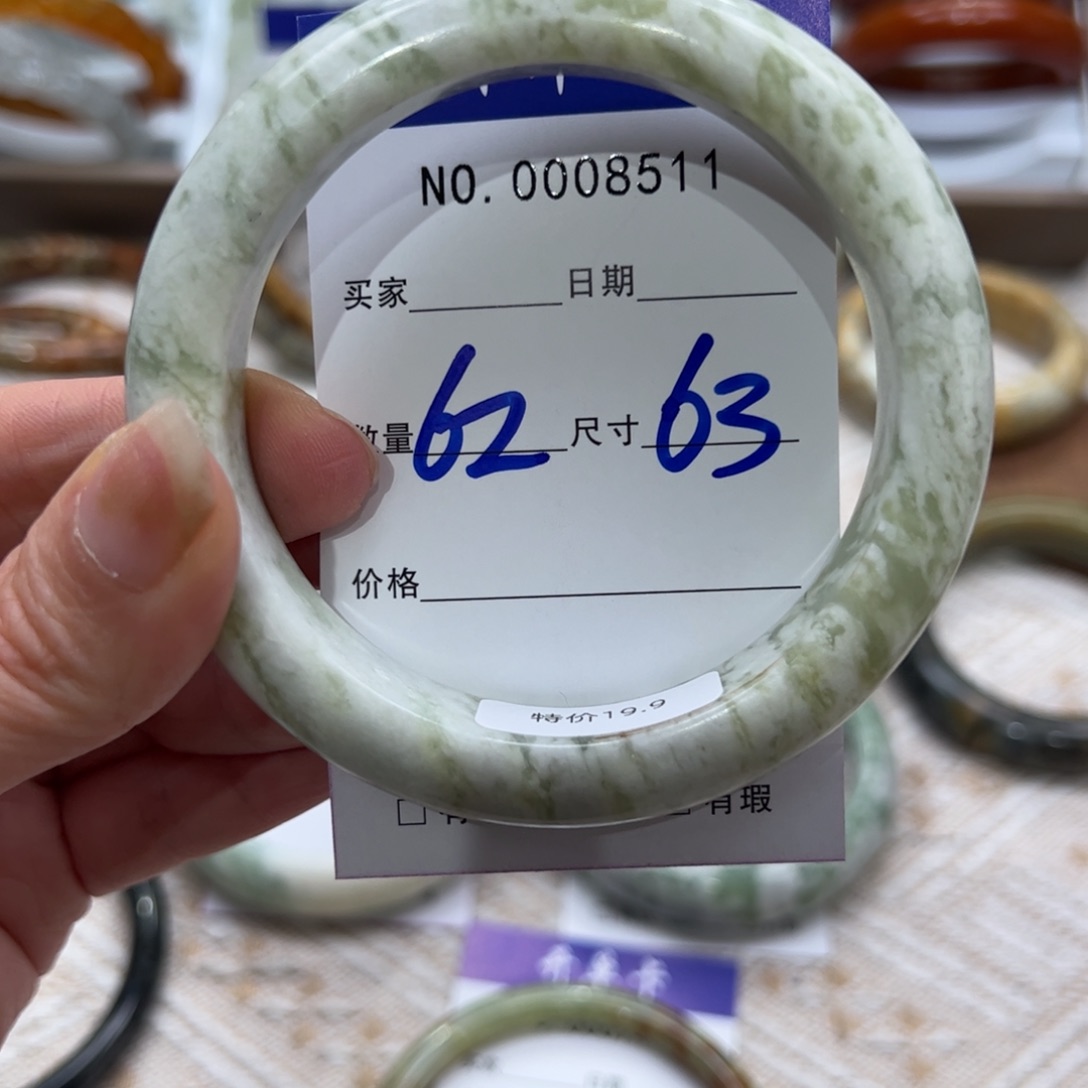 NO. 0008511
买家 日期
数量 62 尺寸 63
价格
特价19.9
有瑕